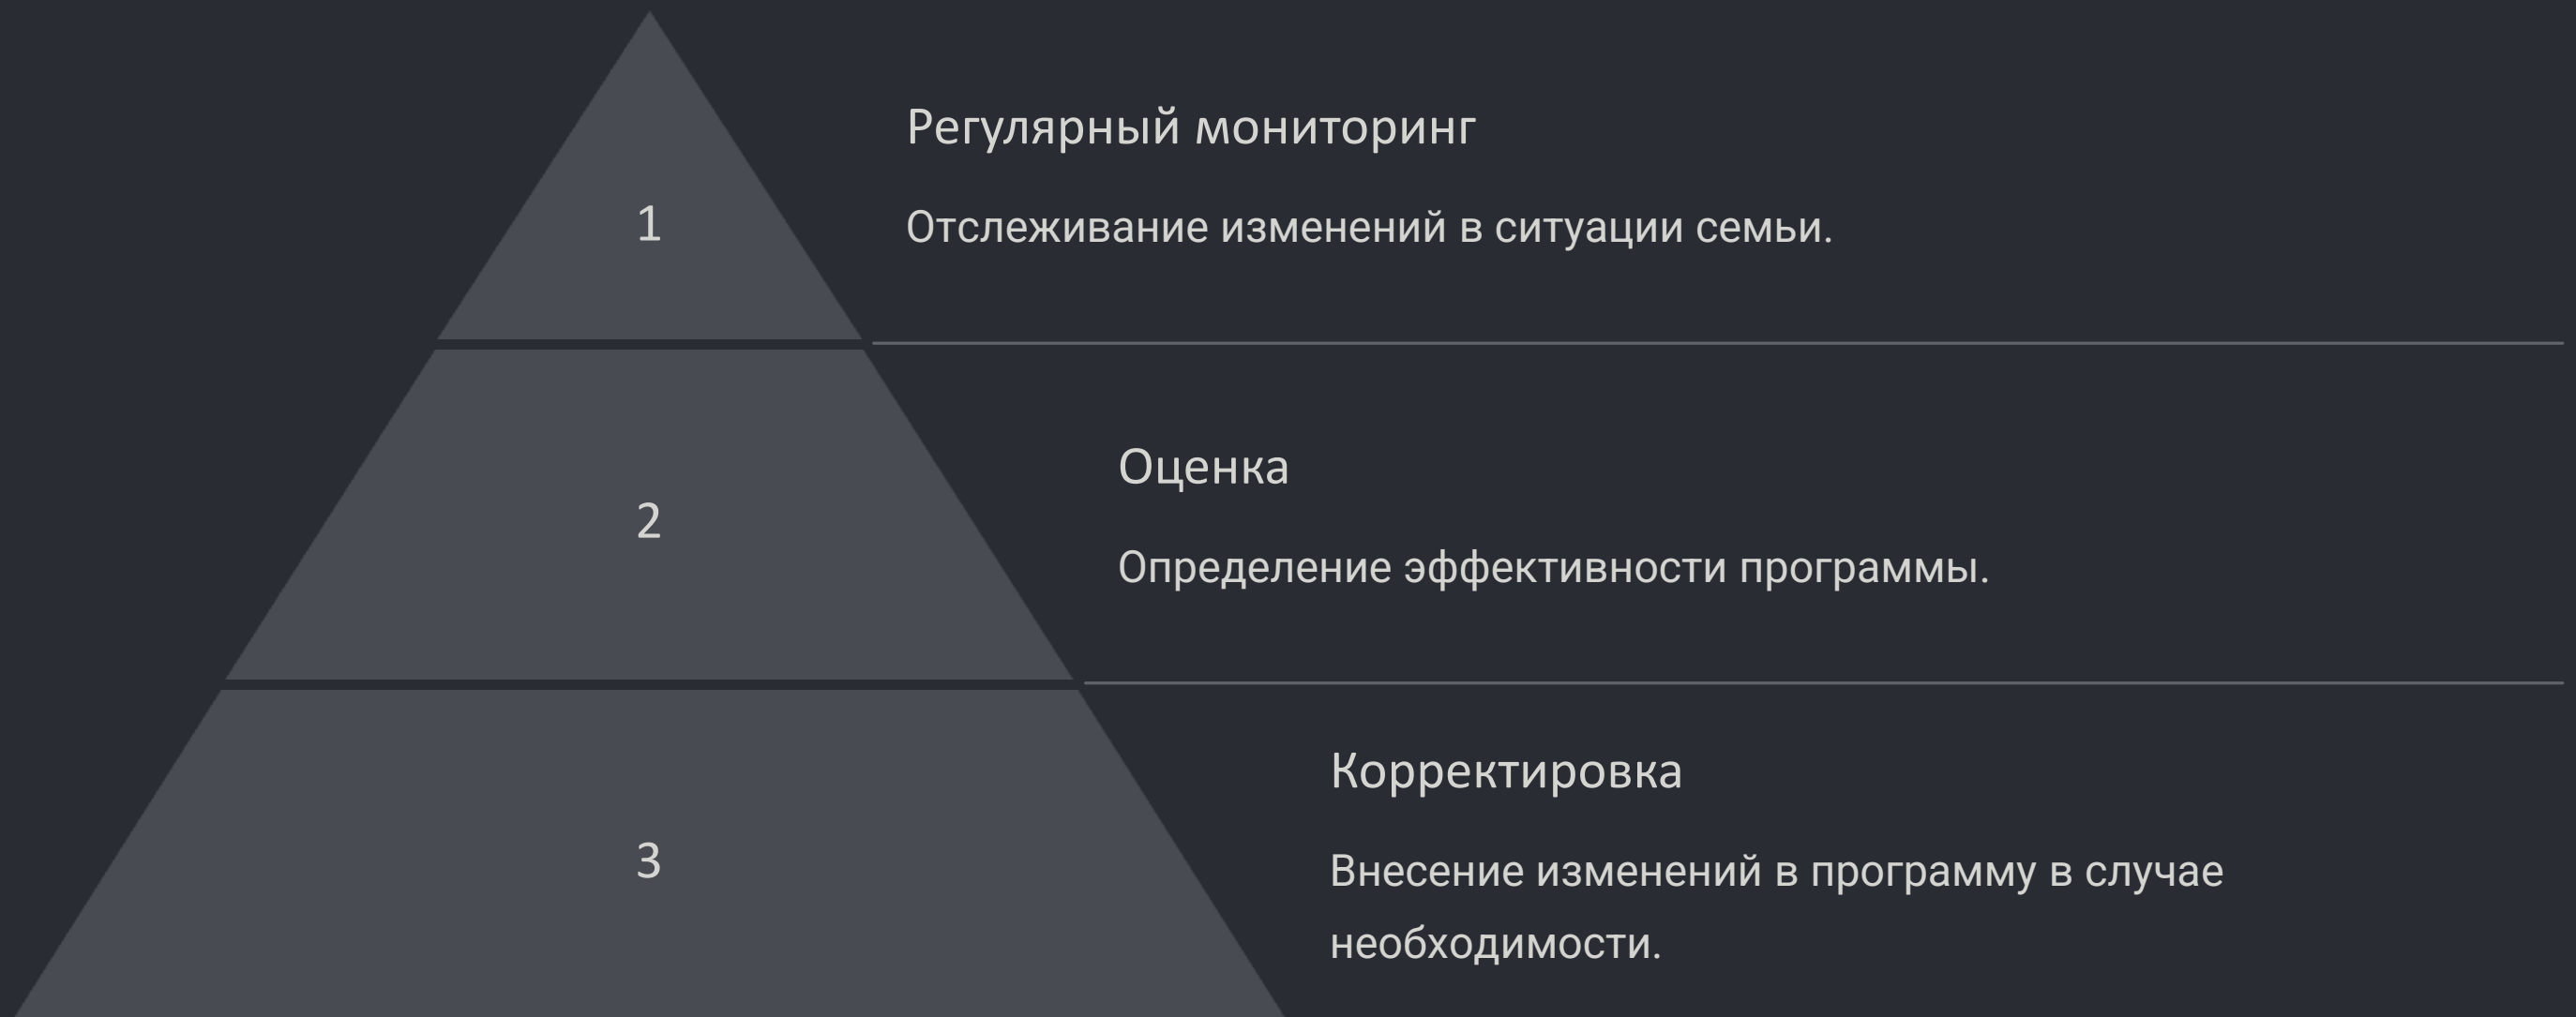 1
Регулярный мониторинг
Отслеживание изменений в ситуации семьи.
2
Оценка
Определение эффективности программы.
3
Корректировка
Внесение изменений в программу в случае
необходимости.